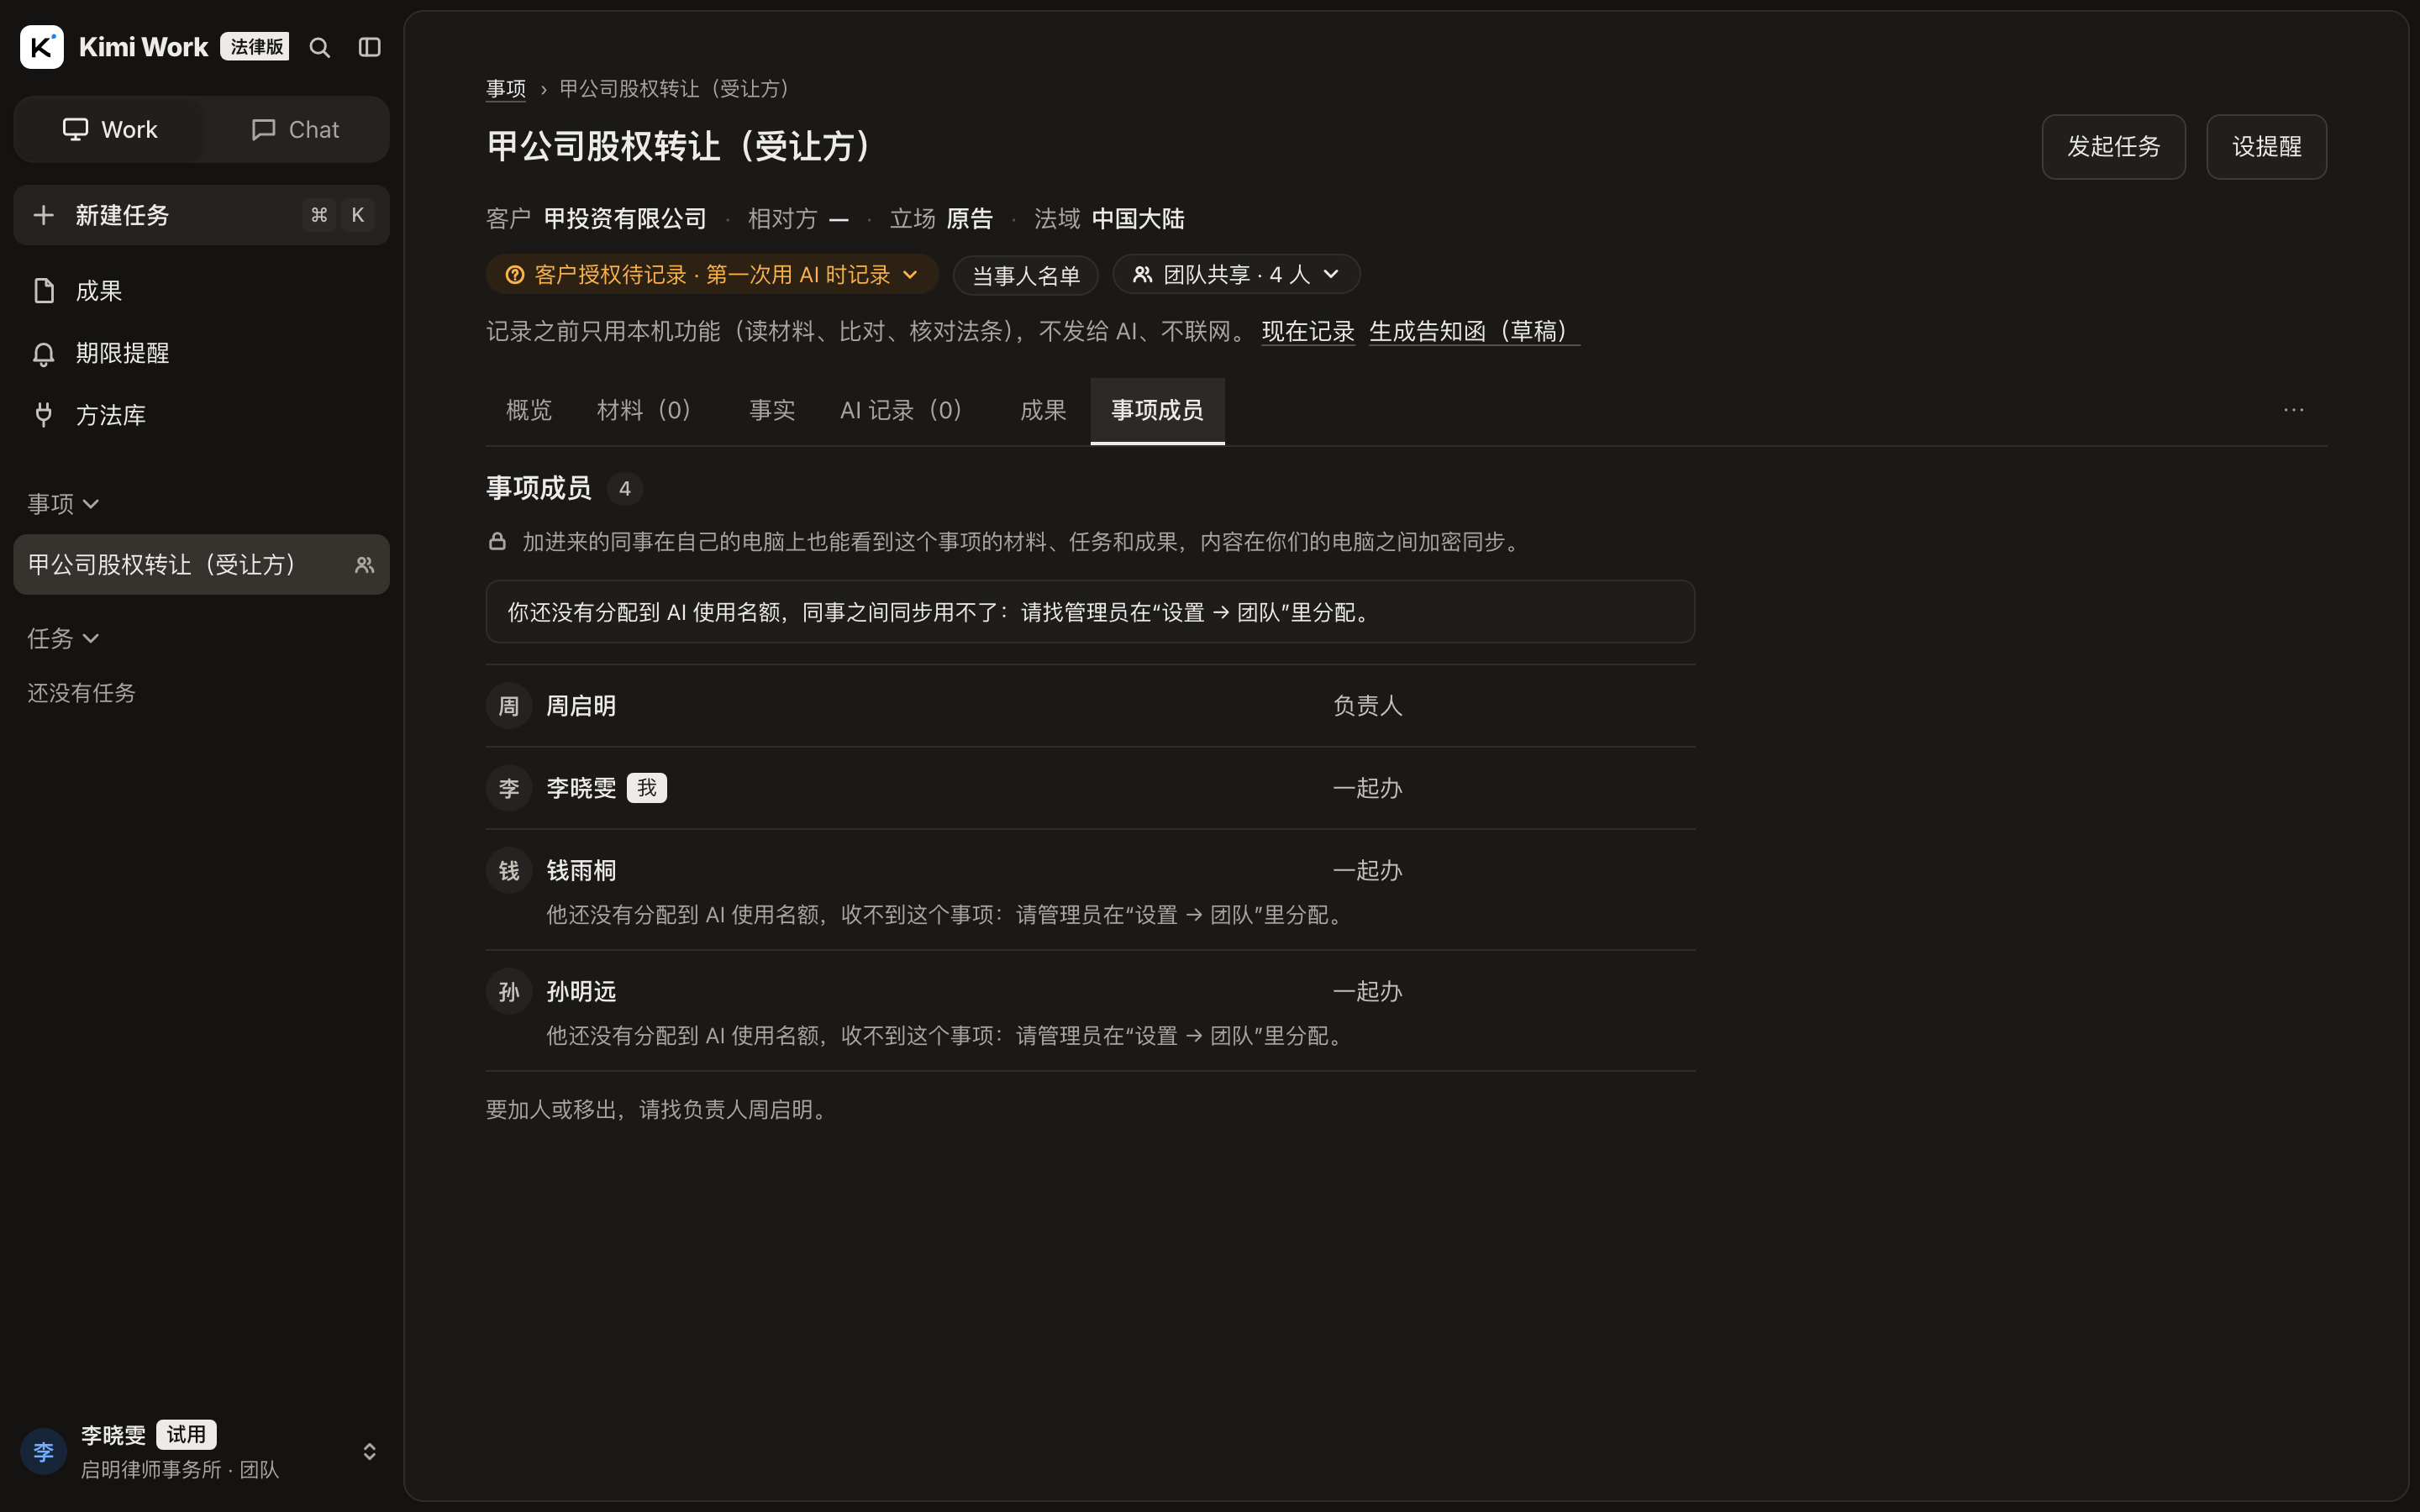 Kimi Work 法律版
Work Chat
新建任务 ⌘ K
成果
期限提醒
方法库
事项
甲公司股权转让（受让方）
任务
还没有任务
李晓雯 试用
启明律师事务所 · 团队
事项 › 甲公司股权转让（受让方）
甲公司股权转让（受让方）
发起任务 设提醒
客户 甲投资有限公司 · 相对方 — · 立场 原告 · 法域 中国大陆
客户授权待记录 · 第一次用 AI 时记录 当事人名单 团队共享 · 4 人
记录之前只用本机功能（读材料、比对、核对法条），不发给 AI、不联网。 现在记录 生成告知函（草稿）
概览 材料（0） 事实 AI 记录（0） 成果 事项成员 ···
事项成员 4
加进来的同事在自己的电脑上也能看到这个事项的材料、任务和成果，内容在你们的电脑之间加密同步。
你还没有分配到 AI 使用名额，同事之间同步用不了：请找管理员在“设置 → 团队”里分配。
周 周启明 负责人
李 李晓雯 我 一起办
钱 钱雨桐 一起办
他还没有分配到 AI 使用名额，收不到这个事项：请管理员在“设置 → 团队”里分配。
孙 孙明远 一起办
他还没有分配到 AI 使用名额，收不到这个事项：请管理员在“设置 → 团队”里分配。
要加人或移出，请找负责人周启明。